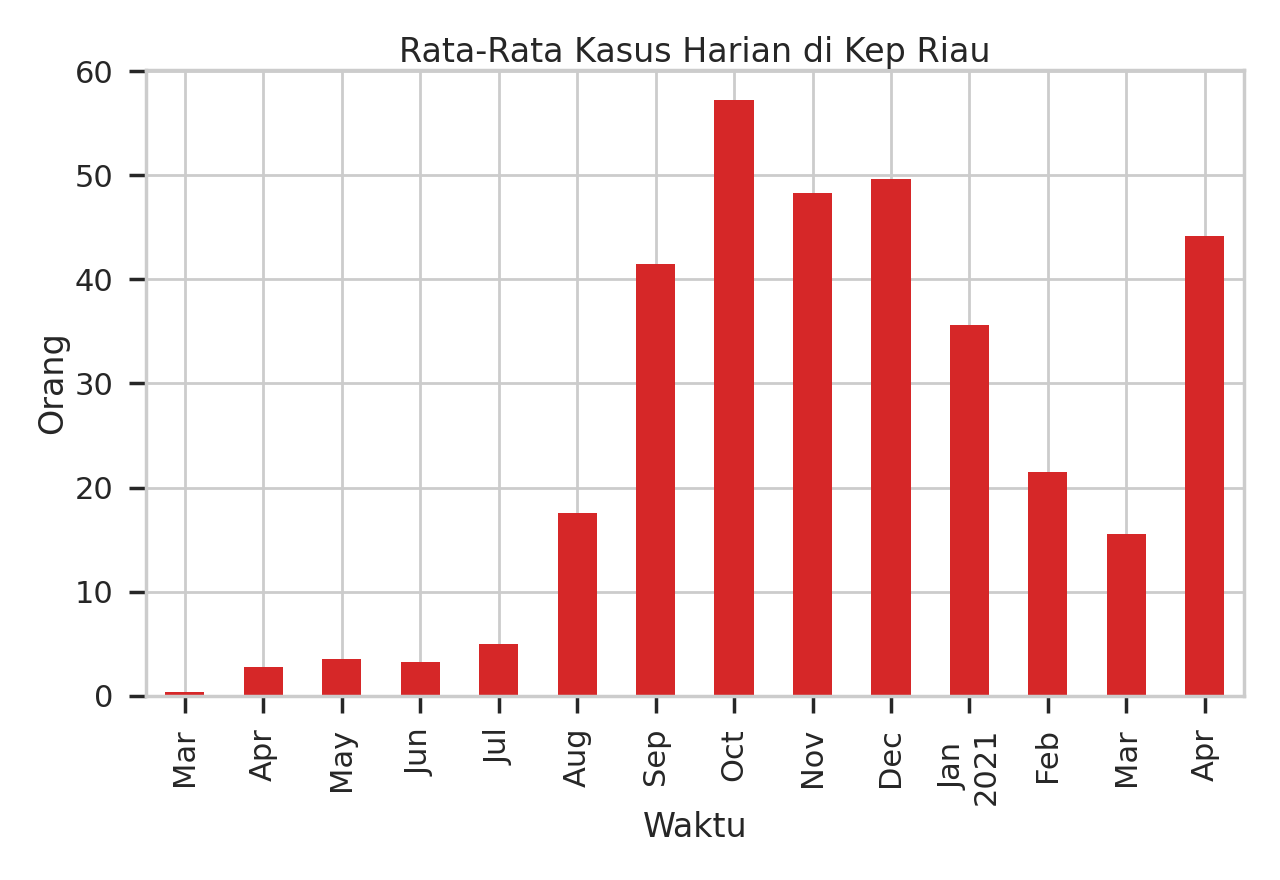 Rata-Rata Kasus Harian di Kep Riau
60
50
40
30
20
10
0
Orang
Mar
Apr
May
Jun
Jul
Aug
Sep
Oct
Nov
Dec
Jan
2021
Feb
Mar
Apr
Waktu